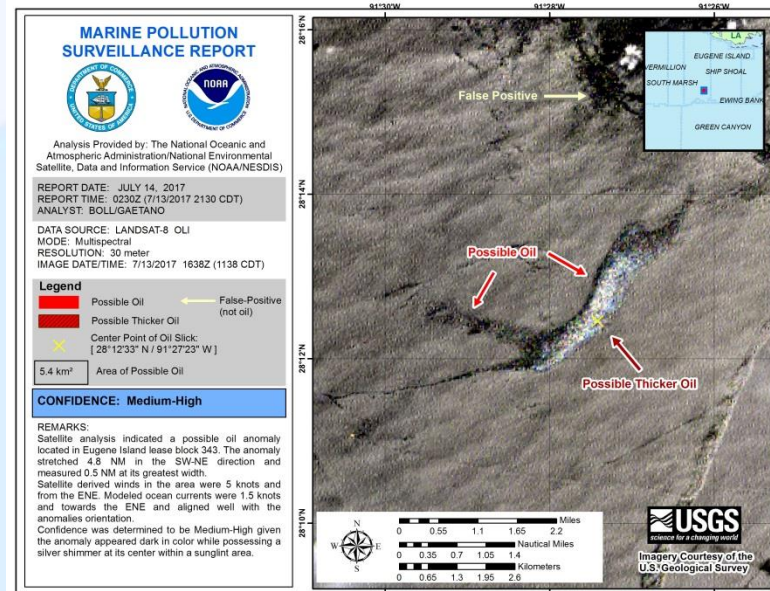 MARINE POLLUTION
SURVEILLANCE REPORT
DEPARTMENT OF COMMERCE
UNITED STATES OF AMERICA
NOAA
Analysis Provided by: The National Oceanic and
Atmospheric Administration/National Environmental
Satellite, Data and Information Service (NOAA/NESDIS)
REPORT DATE: JULY 14, 2017
REPORT TIME: 0230Z (7/13/2017 2130 CDT)
ANALYST: BOLL/GAETANO
DATA SOURCE: LANDSAT-8 OLI
MODE: Multispectral
RESOLUTION: 30 meter
IMAGE DATE/TIME: 7/13/2017 1638Z (1138 CDT)
Legend
Possible Oil
False-Positive
(not oil)
Possible Thicker Oil
Center Point of Oil Slick:
[ 28°12'33" N / 91°27'23" W ]
5.4 km² Area of Possible Oil
CONFIDENCE: Medium-High
REMARKS:
Satellite analysis indicated a possible oil anomaly
located in Eugene Island lease block 343. The anomaly
stretched 4.8 NM in the SW-NE direction and
measured 0.5 NM at its greatest width.
Satellite derived winds in the area were 5 knots and
from the ENE. Modeled ocean currents were 1.5 knots
and towards the ENE and aligned well with the
anomalies orientation.
Confidence was determined to be Medium-High given
the anomaly appeared dark in color while possessing a
silver shimmer at its center within a sunglint area.
91°30'W 91°28'W 91°26'W
28°16'N
28°14'N
28°12'N
28°10'N
False Positive
Possible Oil
Possible Thicker Oil
LA
EUGENE ISLAND
VERMILLION
SHIP SHOAL
SOUTH MARSH
EWING BANK
GREEN CANYON
N
W E
S
Miles
0 0.55 1.1 1.65 2.2
Nautical Miles
0 0.35 0.7 1.05 1.4
Kilometers
0 0.65 1.3 1.95 2.6
USGS
science for a changing world
Imagery Courtesy of the
U.S. Geological Survey